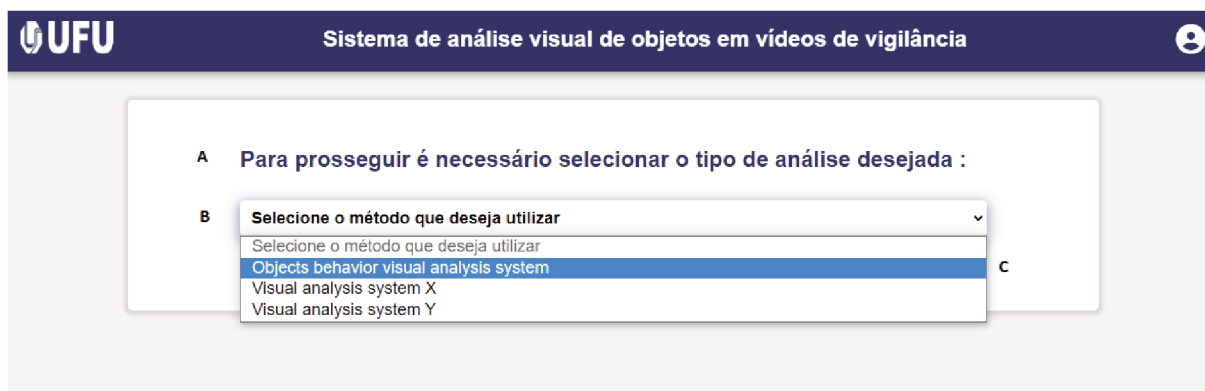 UFU
Sistema de análise visual de objetos em vídeos de vigilância
A Para prosseguir é necessário selecionar o tipo de análise desejada :
B Selecione o método que deseja utilizar
Selecione o método que deseja utilizar
Objects behavior visual analysis system C
Visual analysis system X
Visual analysis system Y